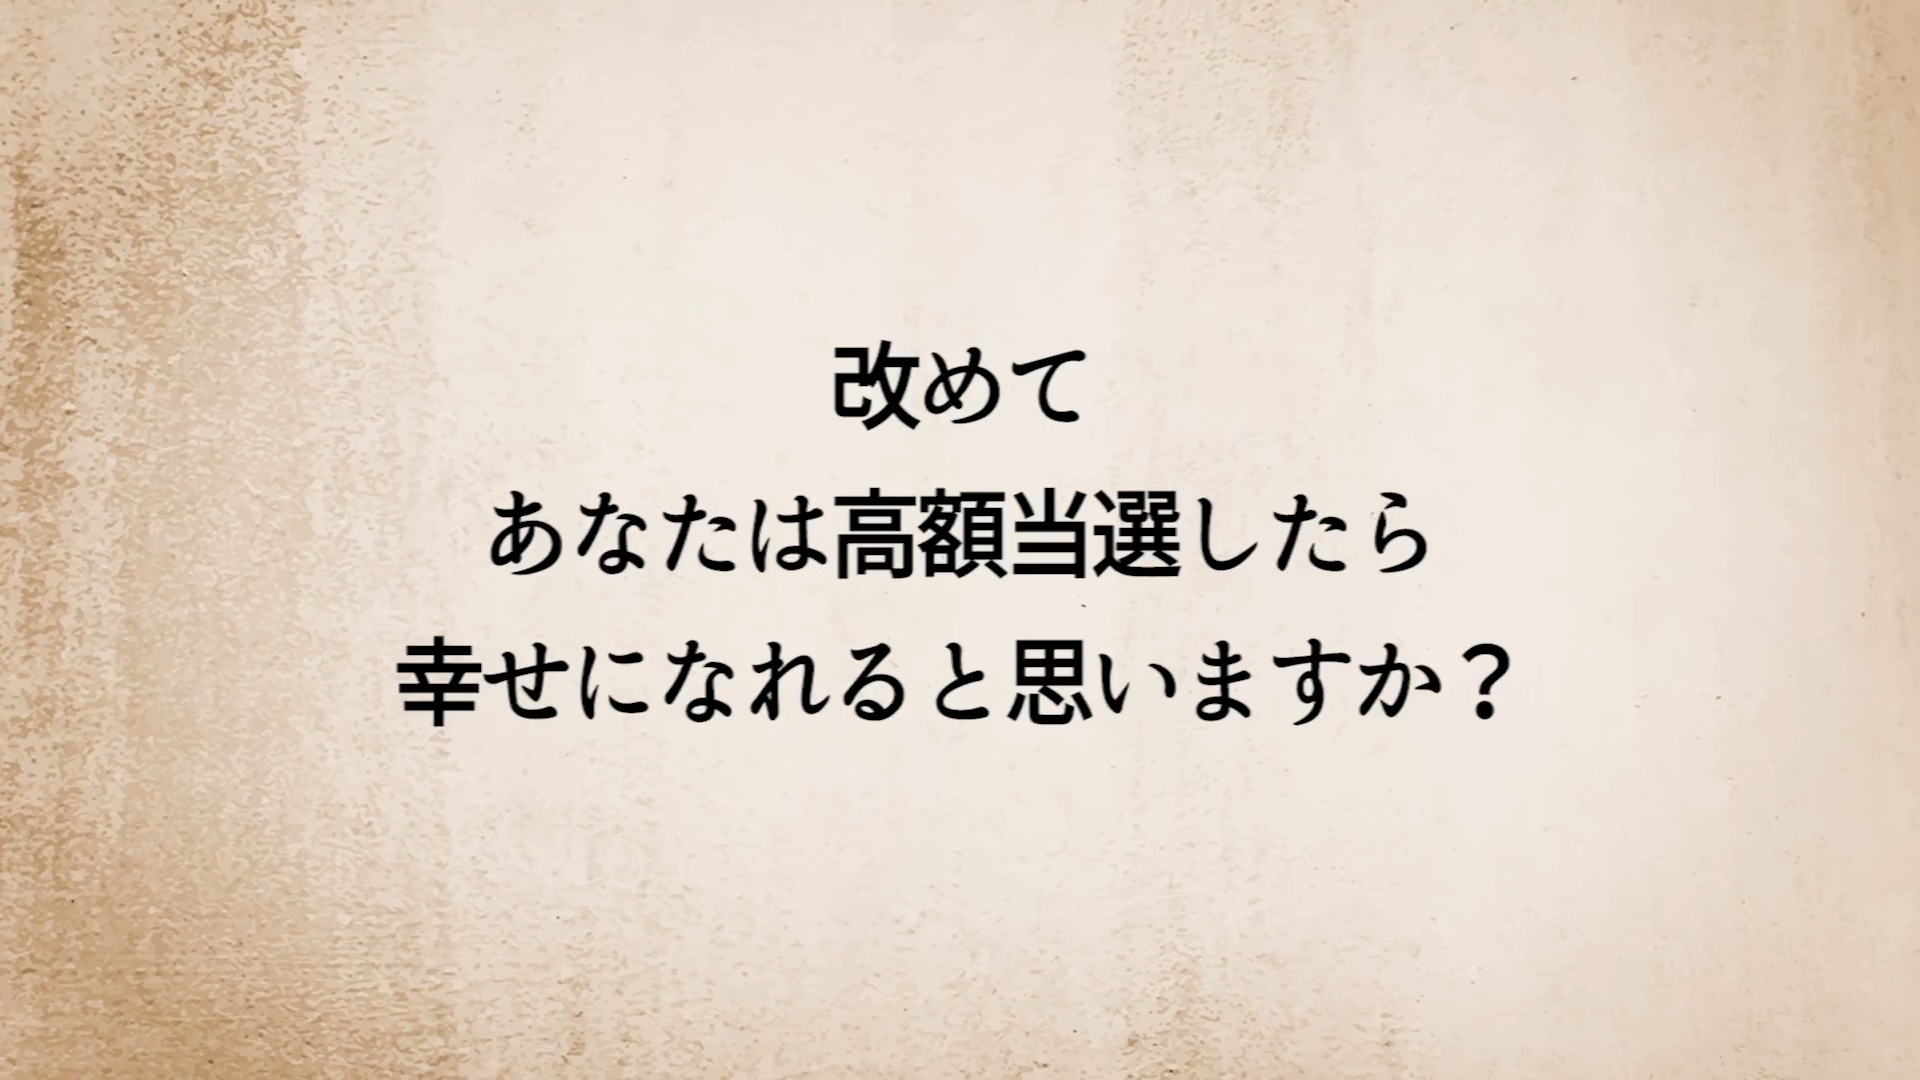 改めて
あなたは高額当選したら
幸せになれると思いますか？